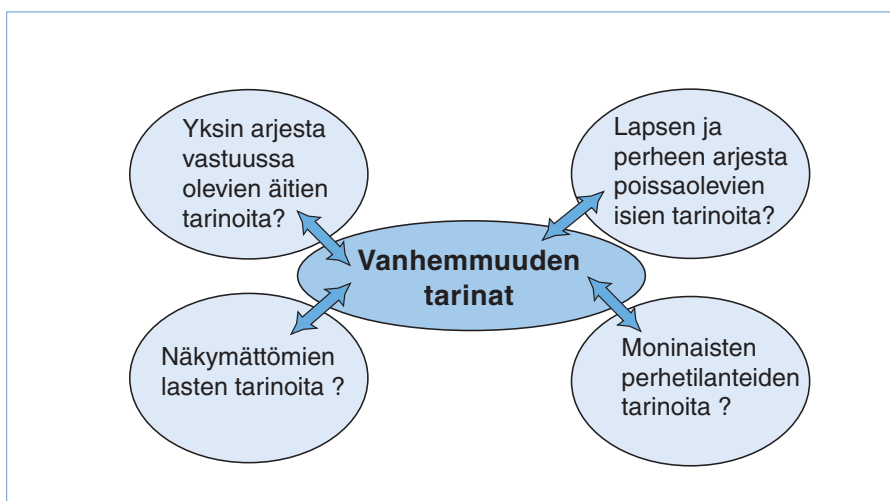 Yksin arjesta
vastuussa
olevien äitien
tarinoita?
Lapsen ja
perheen arjesta
poissaolevien
isien tarinoita?
Vanhemmuuden
tarinat
Näkymättömien
lasten tarinoita ?
Moninaisten
perhetilanteiden
tarinoita ?